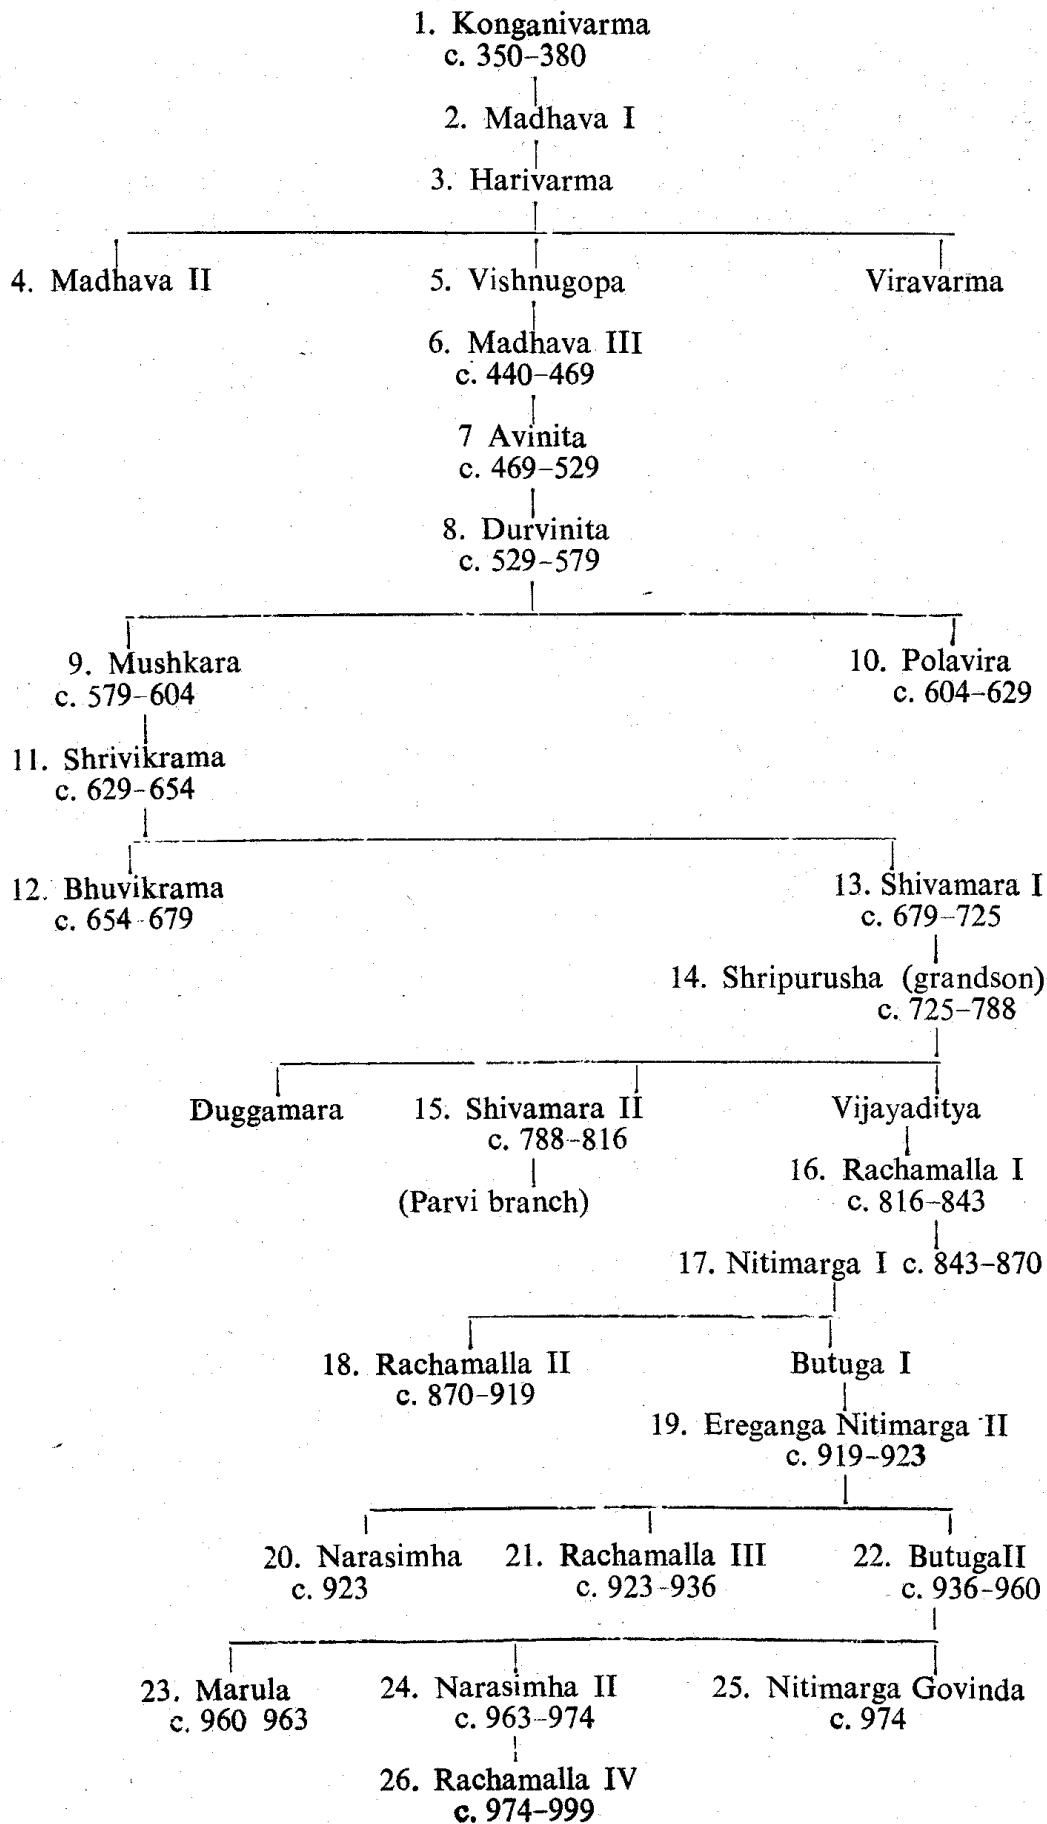 1. Konganivarma
c. 350–380
2. Madhava I
3. Harivarma
4. Madhava II 5. Vishnugopa Viravarma
6. Madhava III
c. 440–469
7 Avinita
c. 469–529
8. Durvinita
c. 529–579
9. Mushkara 10. Polavira
c. 579–604 c. 604–629
11. Shrivikrama
c. 629–654
12. Bhuvikrama 13. Shivamara I
c. 654–679 c. 679–725
14. Shripurusha (grandson)
c. 725–788
Duggamara 15. Shivamara II Vijayaditya
c. 788–816
16. Rachamalla I
(Parvi branch) c. 816–843
17. Nitimarga I c. 843–870
18. Rachamalla II Butuga I
c. 870–919
19. Ereganga Nitimarga II
c. 919–923
20. Narasimha 21. Rachamalla III 22. ButugaII
c. 923 c. 923–936 c. 936–960
23. Marula 24. Narasimha II 25. Nitimarga Govinda
c. 960 963 c. 963–974 c. 974
26. Rachamalla IV
c. 974–999